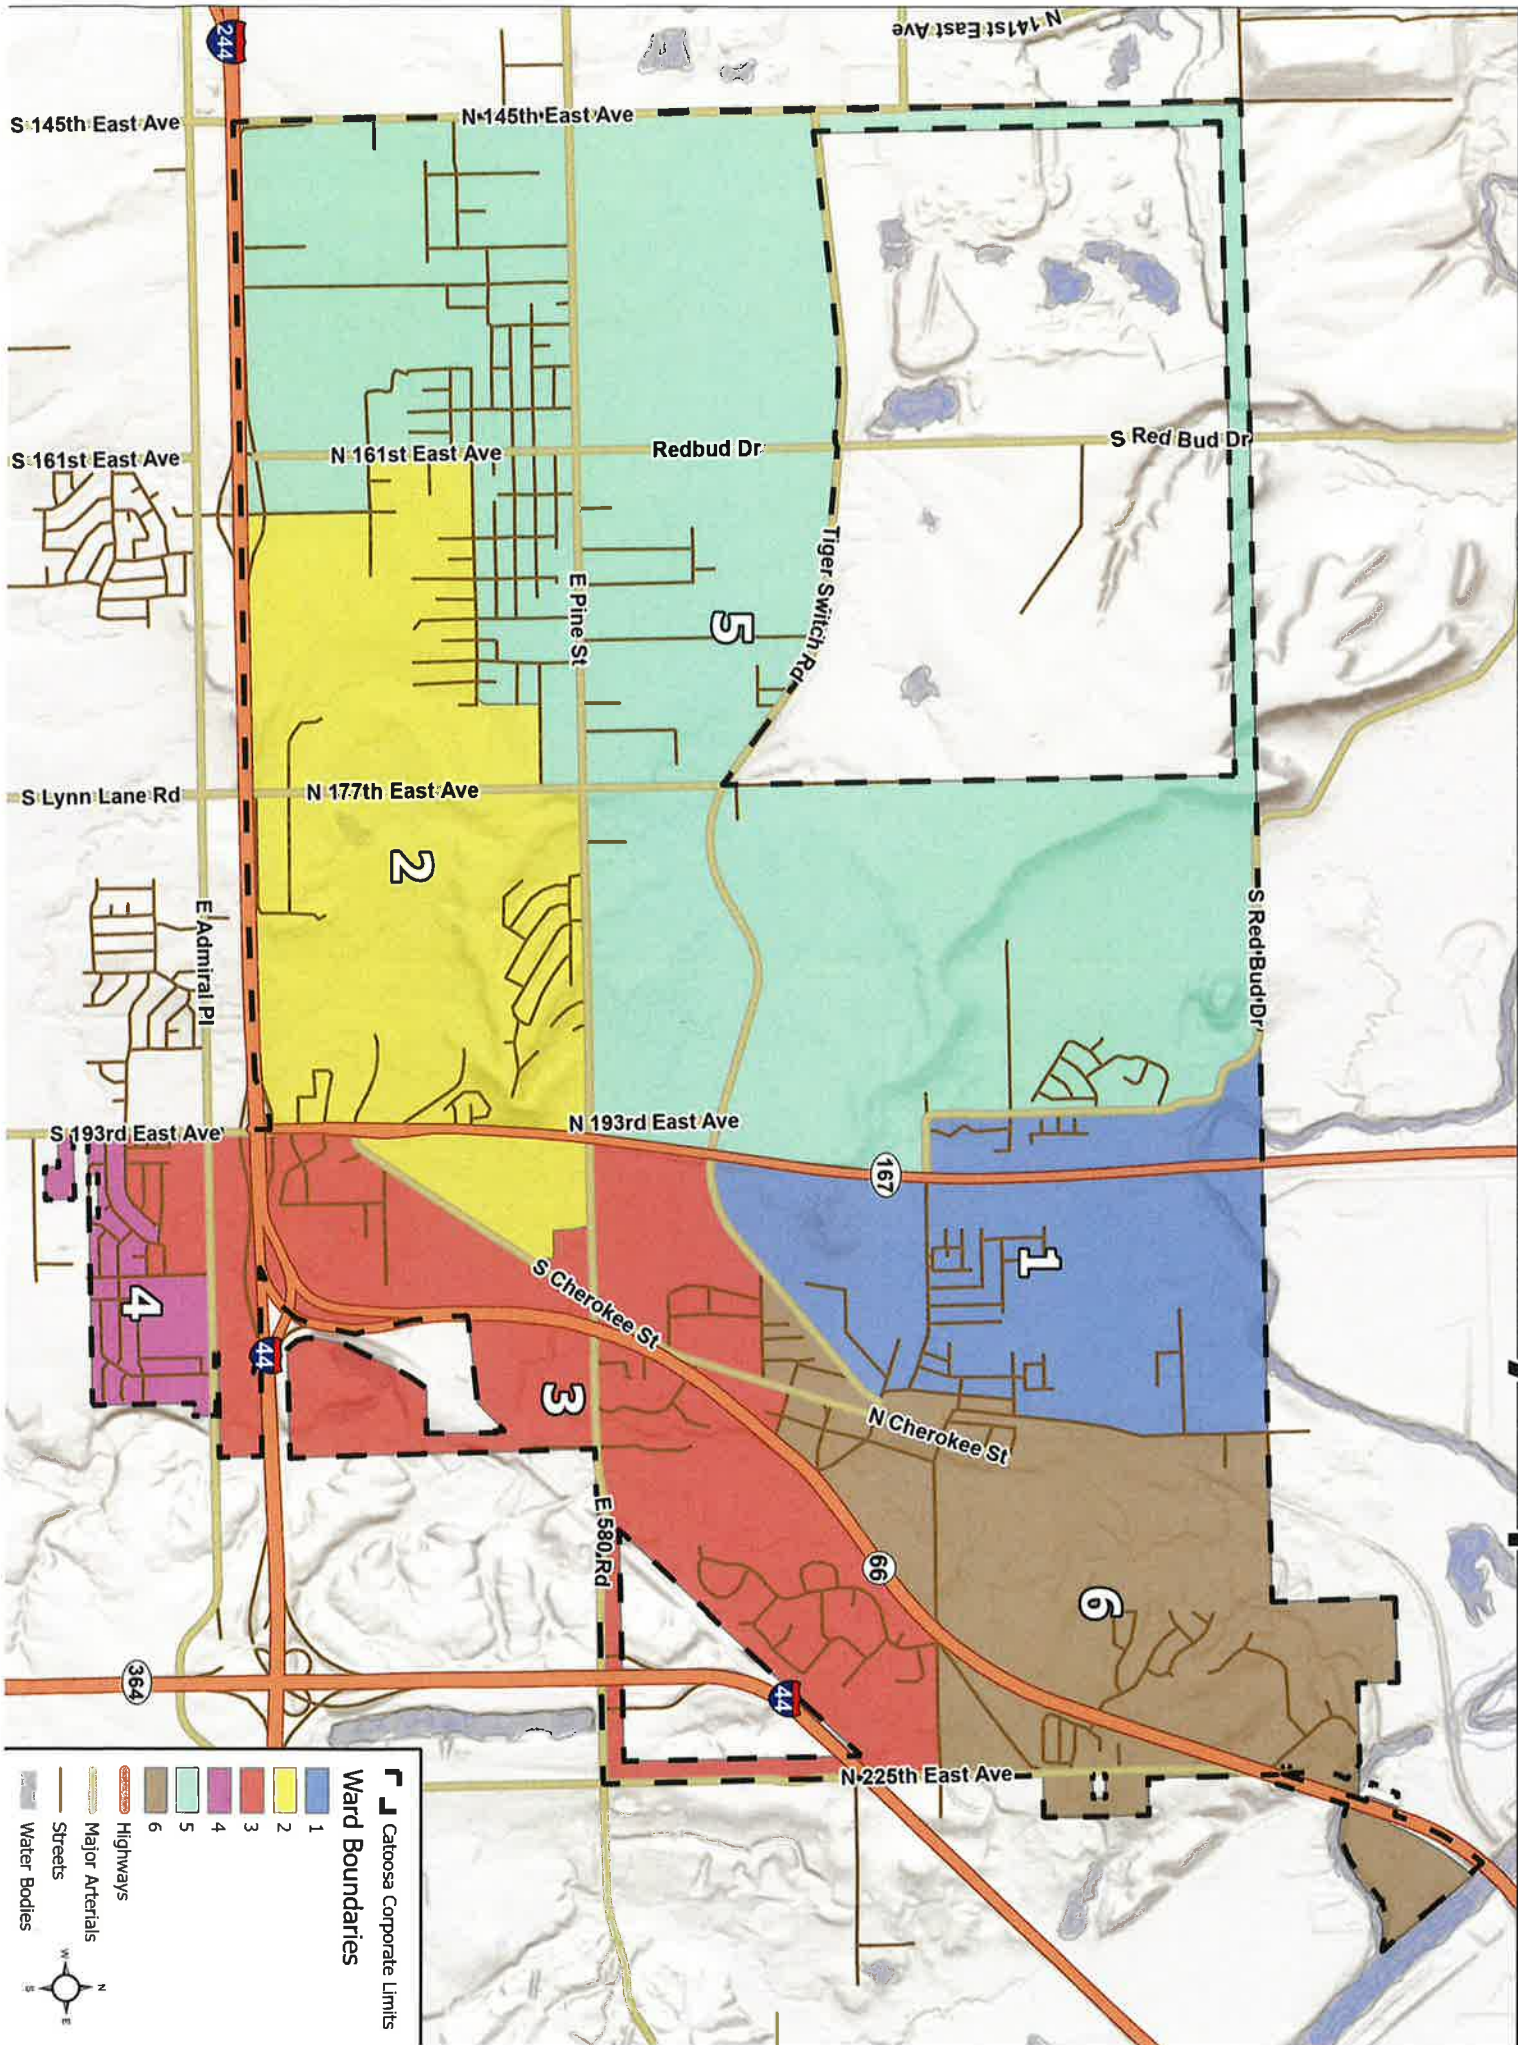 N 141st East Ave
244
S 145th East Ave
N 145th East Ave
S 161st East Ave
N 161st East Ave
Redbud Dr
S Red Bud Dr
Tiger Switch Rd
E Pine St
5
S Lynn Lane Rd
N 177th East Ave
2
E Admiral Pl
S Red Bud Dr
S 193rd East Ave
N 193rd East Ave
167
1
4
S Cherokee St
44
3
N Cherokee St
E 580 Rd
66
6
364
44
N 225th East Ave
Catoosa Corporate Limits
Ward Boundaries
1
2
3
4
5
6
Highways
Major Arterials
Streets
Water Bodies
N
W
E
S